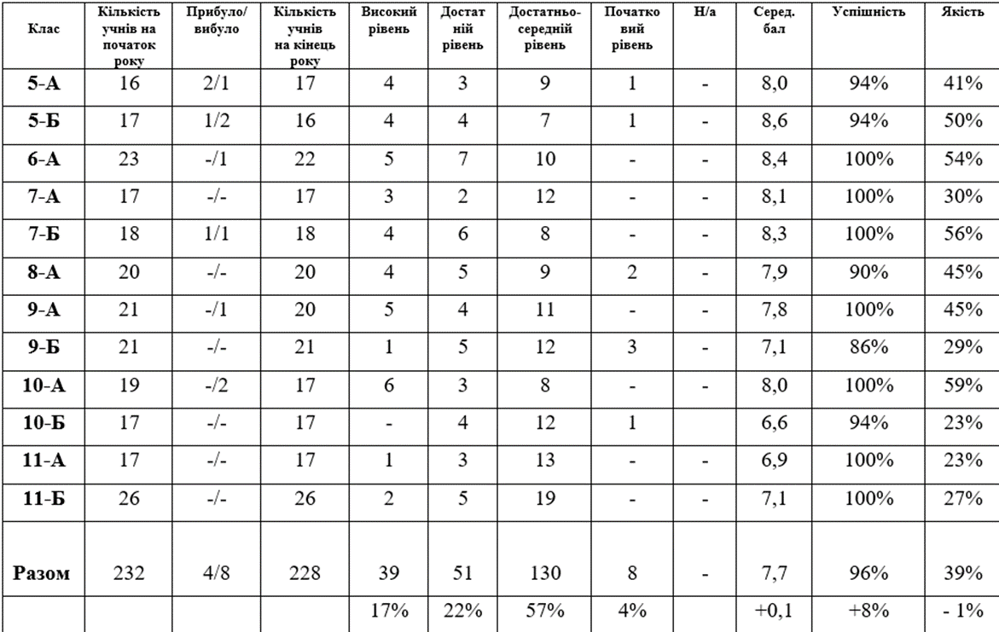 Клас | Кількість учнів на початок року | Прибуло/ вибуло | Кількість учнів на кінець року | Високий рівень | Достат ній рівень | Достатньо- середній рівень | Початко вий рівень | Н/а | Серед. бал | Успішність | Якість
5-А | 16 | 2/1 | 17 | 4 | 3 | 9 | 1 | - | 8,0 | 94% | 41%
5-Б | 17 | 1/2 | 16 | 4 | 4 | 7 | 1 | - | 8,6 | 94% | 50%
6-А | 23 | -/1 | 22 | 5 | 7 | 10 | - | - | 8,4 | 100% | 54%
7-А | 17 | -/- | 17 | 3 | 2 | 12 | - | - | 8,1 | 100% | 30%
7-Б | 18 | 1/1 | 18 | 4 | 6 | 8 | - | - | 8,3 | 100% | 56%
8-А | 20 | -/- | 20 | 4 | 5 | 9 | 2 | - | 7,9 | 90% | 45%
9-А | 21 | -/1 | 20 | 5 | 4 | 11 | - | - | 7,8 | 100% | 45%
9-Б | 21 | -/- | 21 | 1 | 5 | 12 | 3 | - | 7,1 | 86% | 29%
10-А | 19 | -/2 | 17 | 6 | 3 | 8 | - | - | 8,0 | 100% | 59%
10-Б | 17 | -/- | 17 | - | 4 | 12 | 1 | - | 6,6 | 94% | 23%
11-А | 17 | -/- | 17 | 1 | 3 | 13 | - | - | 6,9 | 100% | 23%
11-Б | 26 | -/- | 26 | 2 | 5 | 19 | - | - | 7,1 | 100% | 27%
Разом | 232 | 4/8 | 228 | 39 | 51 | 130 | 8 | - | 7,7 | 96% | 39%
17% | 22% | 57% | 4% | +0,1 | +8% | - 1%